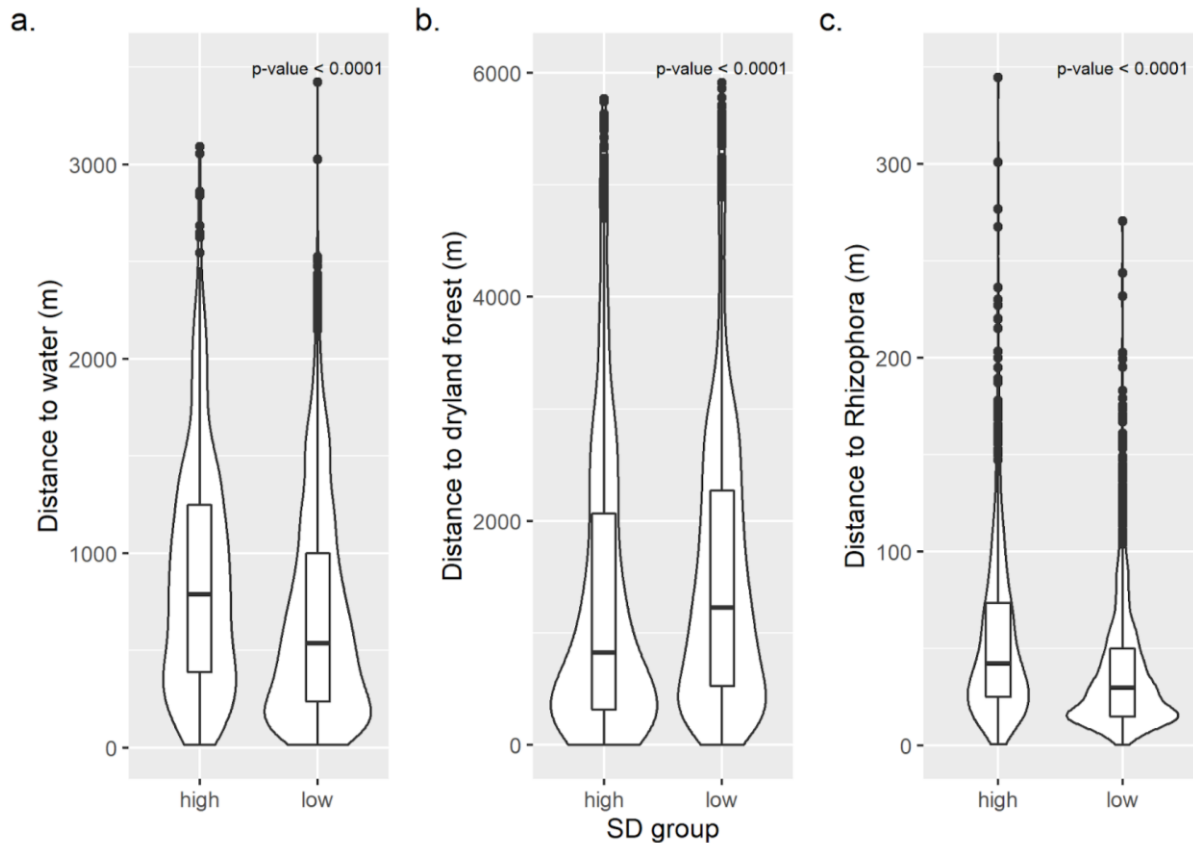 a.
p-value < 0.0001
3000
2000
1000
0
Distance to water (m)
high
low
b.
p-value < 0.0001
6000
4000
2000
0
Distance to dryland forest (m)
high
low
SD group
c.
p-value < 0.0001
300
200
100
0
Distance to Rhizophora (m)
high
low